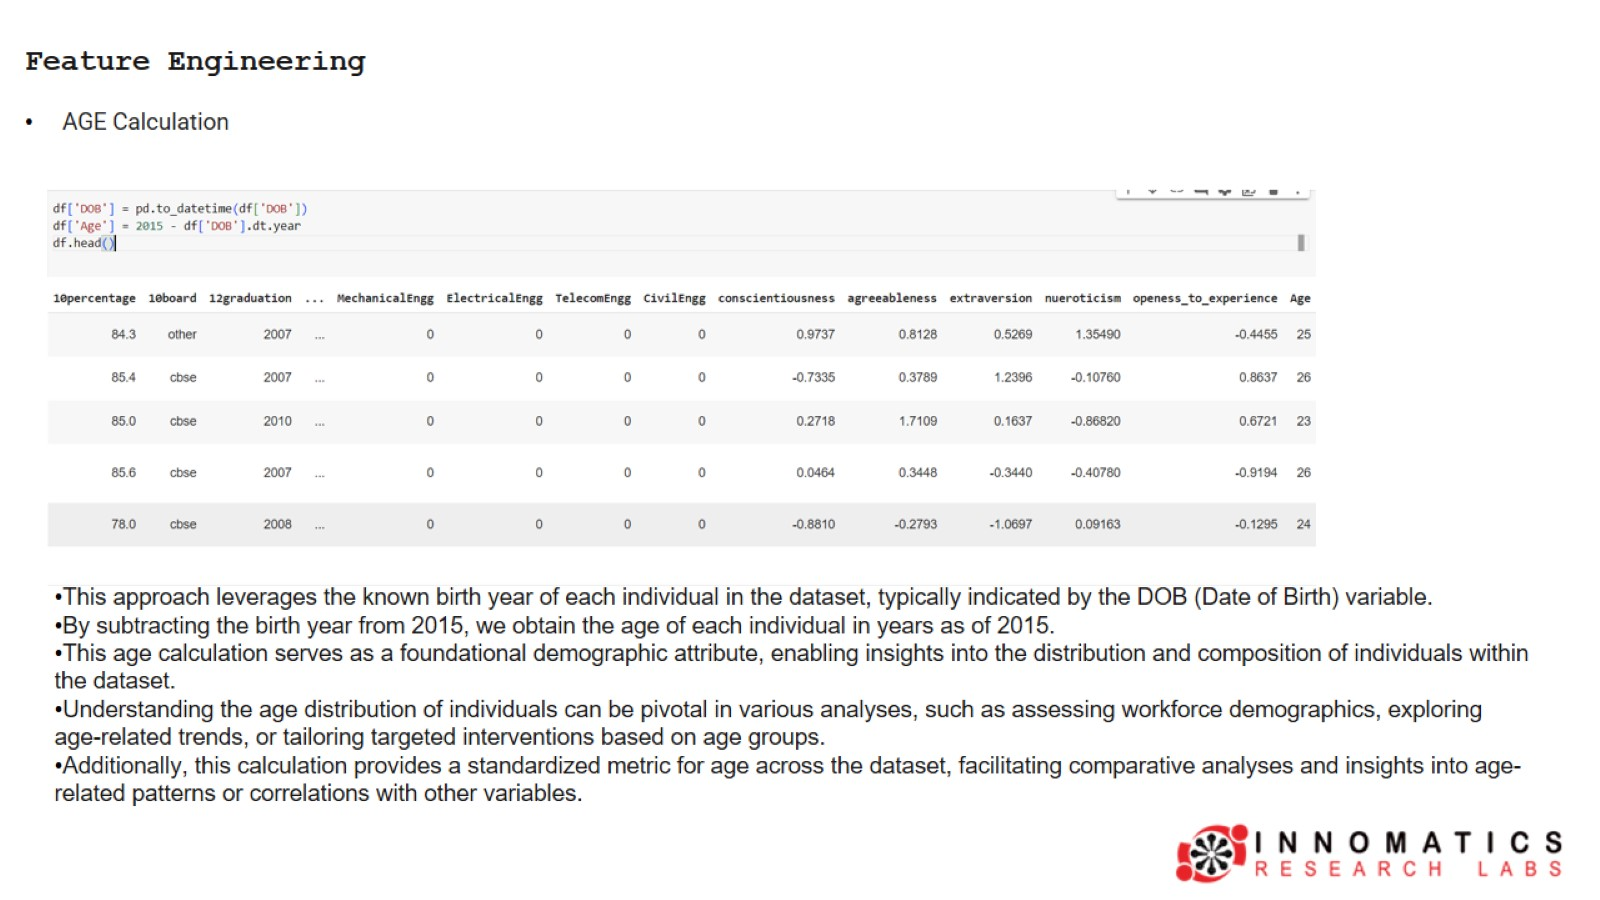 Feature Engineering
• AGE Calculation
df['DOB'] = pd.to_datetime(df['DOB'])
df['Age'] = 2015 - df['DOB'].dt.year
df.head()
10percentage 10board 12graduation ... MechanicalEngg ElectricalEngg TelecomEngg CivilEngg conscientiousness agreeableness extraversion nueroticism openess_to_experience Age
84.3 other 2007 ... 0 0 0 0 0.9737 0.8128 0.5269 1.35490 -0.4455 25
85.4 cbse 2007 ... 0 0 0 0 -0.7335 0.3789 1.2396 -0.10760 0.8637 26
85.0 cbse 2010 ... 0 0 0 0 0.2718 1.7109 0.1637 -0.86820 0.6721 23
85.6 cbse 2007 ... 0 0 0 0 0.0464 0.3448 -0.3440 -0.40780 -0.9194 26
78.0 cbse 2008 ... 0 0 0 0 -0.8810 -0.2793 -1.0697 0.09163 -0.1295 24
•This approach leverages the known birth year of each individual in the dataset, typically indicated by the DOB (Date of Birth) variable.
•By subtracting the birth year from 2015, we obtain the age of each individual in years as of 2015.
•This age calculation serves as a foundational demographic attribute, enabling insights into the distribution and composition of individuals within
the dataset.
•Understanding the age distribution of individuals can be pivotal in various analyses, such as assessing workforce demographics, exploring
age-related trends, or tailoring targeted interventions based on age groups.
•Additionally, this calculation provides a standardized metric for age across the dataset, facilitating comparative analyses and insights into age-
related patterns or correlations with other variables.
INNOMATICS
RESEARCH LABS